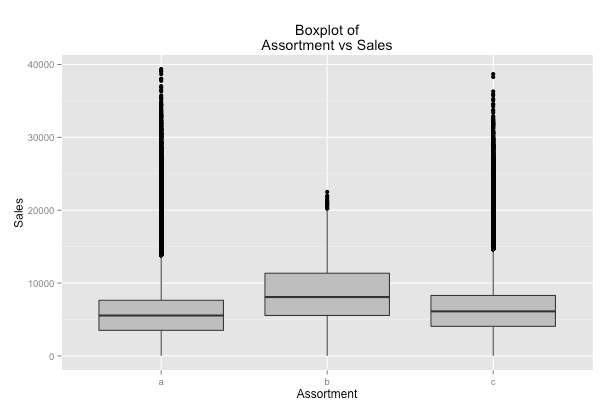 Boxplot of
Assortment vs Sales
40000
30000
20000
10000
0
Sales
a
b
c
Assortment